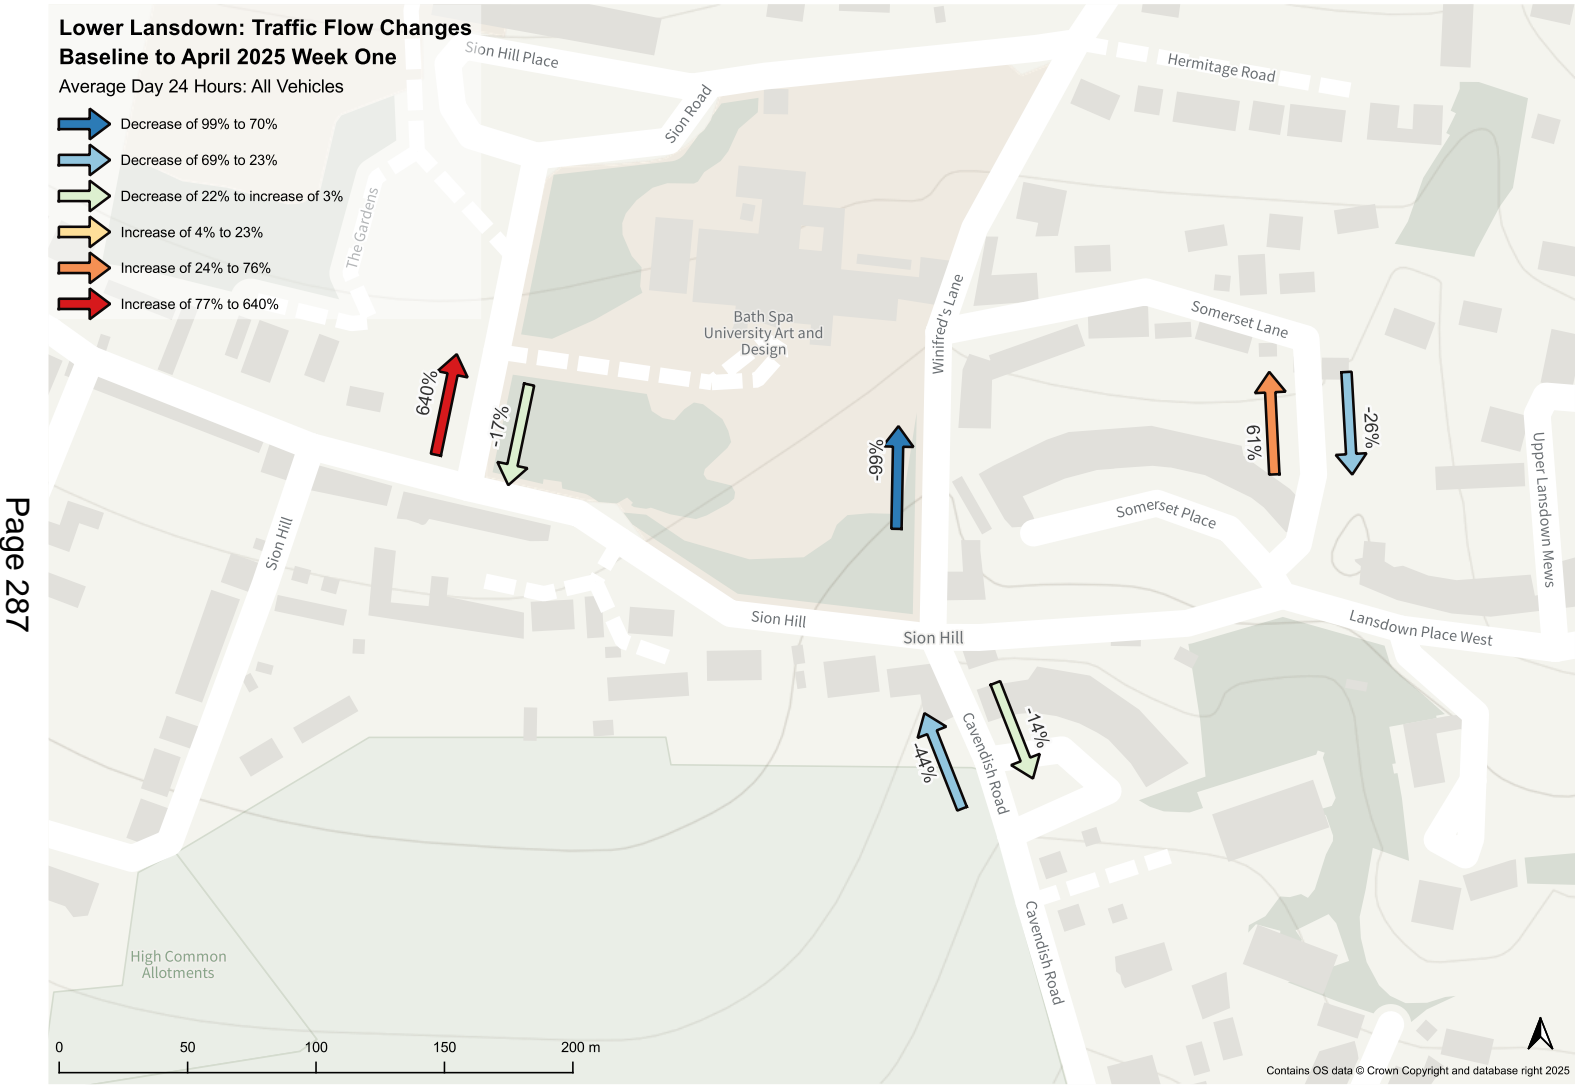 Lower Lansdown: Traffic Flow Changes
Baseline to April 2025 Week One
Average Day 24 Hours: All Vehicles
Decrease of 99% to 70%
Decrease of 69% to 23%
Decrease of 22% to increase of 3%
Increase of 4% to 23%
Increase of 24% to 76%
Increase of 77% to 640%
Sion Hill Place
Sion Road
Hermitage Road
The Gardens
Bath Spa
University Art and
Design
Winifred's Lane
Somerset Lane
640%
-17%
-99%
61%
-26%
Somerset Place
Upper Lansdown Mews
Sion Hill
Sion Hill
Sion Hill
Lansdown Place West
-44%
Cavendish Road
-14%
Cavendish Road
High Common
Allotments
0 50 100 150 200 m
Contains OS data © Crown Copyright and database right 2025
Page 287